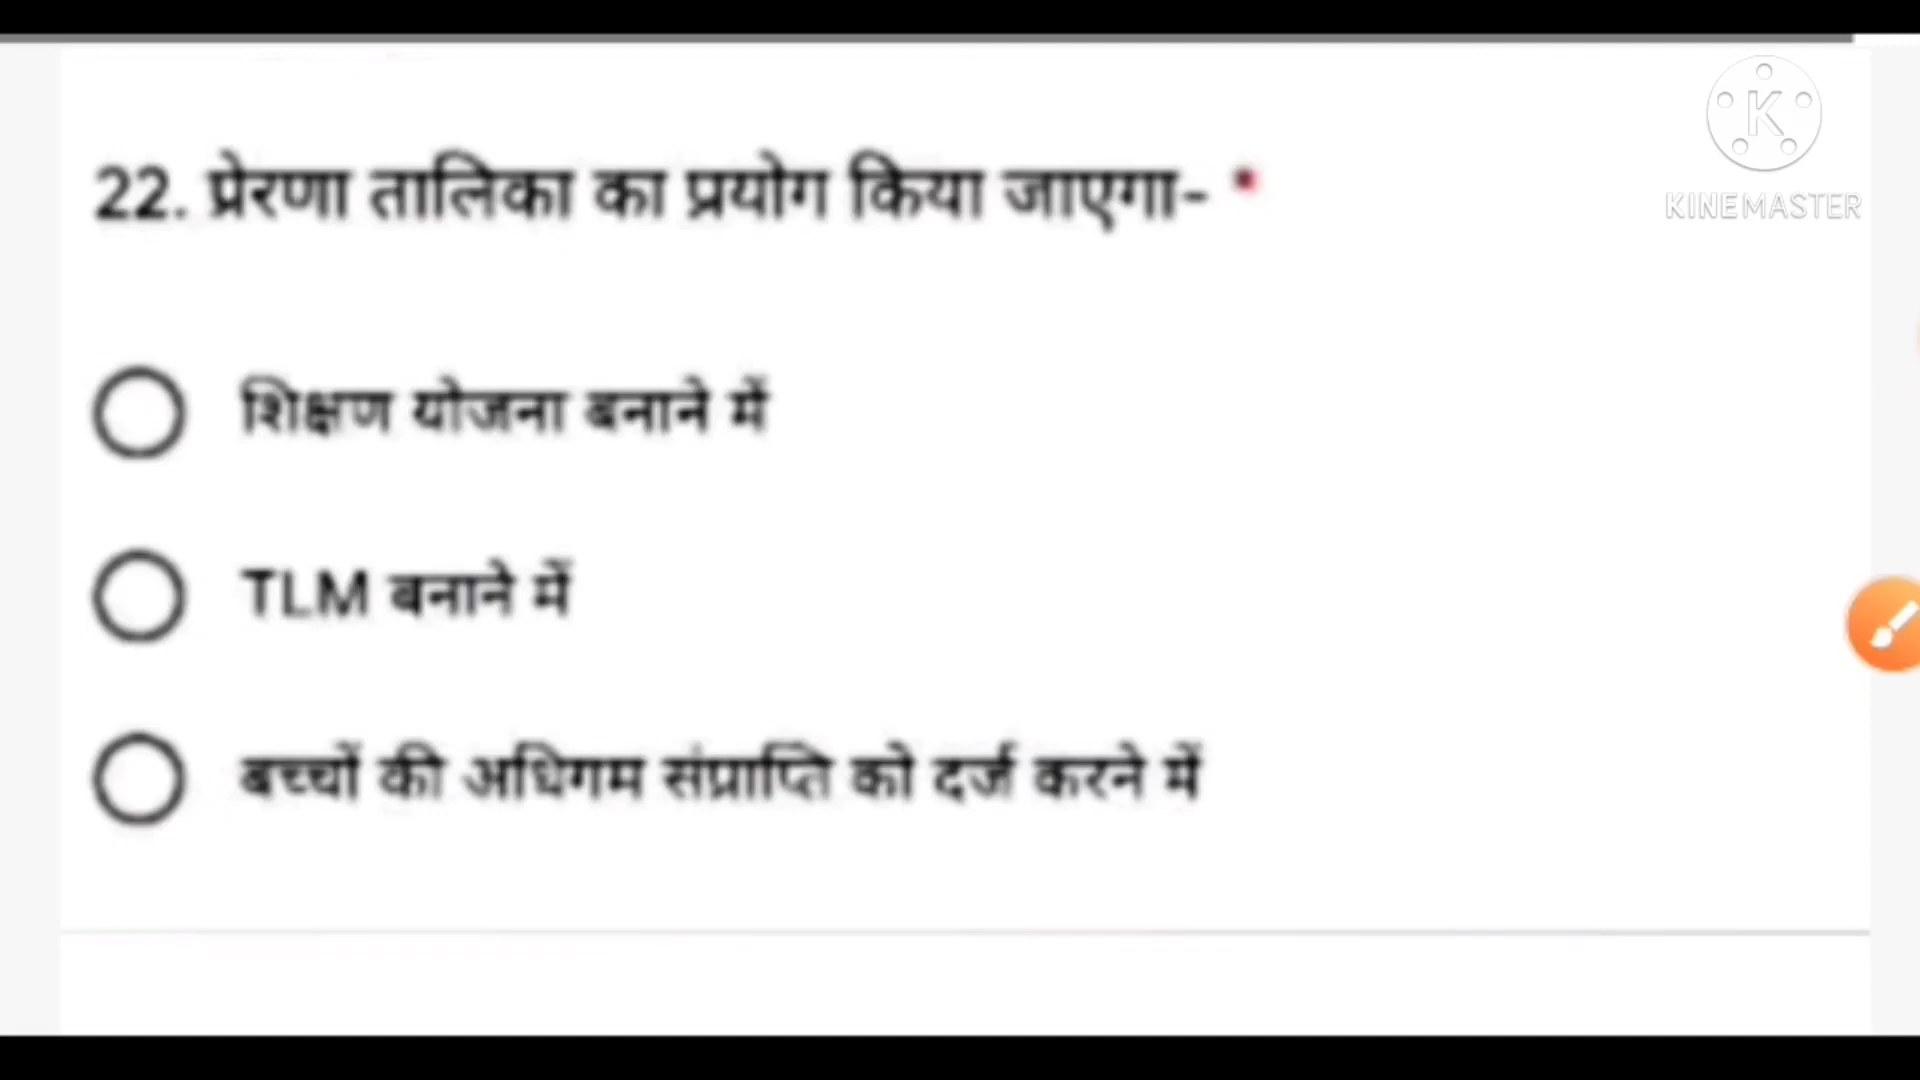 22. प्रेरणा तालिका का प्रयोग किया जाएगा- *
K
KINEMASTER
शिक्षण योजना बनाने में
TLM बनाने में
बच्चों की अधिगम संप्राप्ति को दर्ज करने में